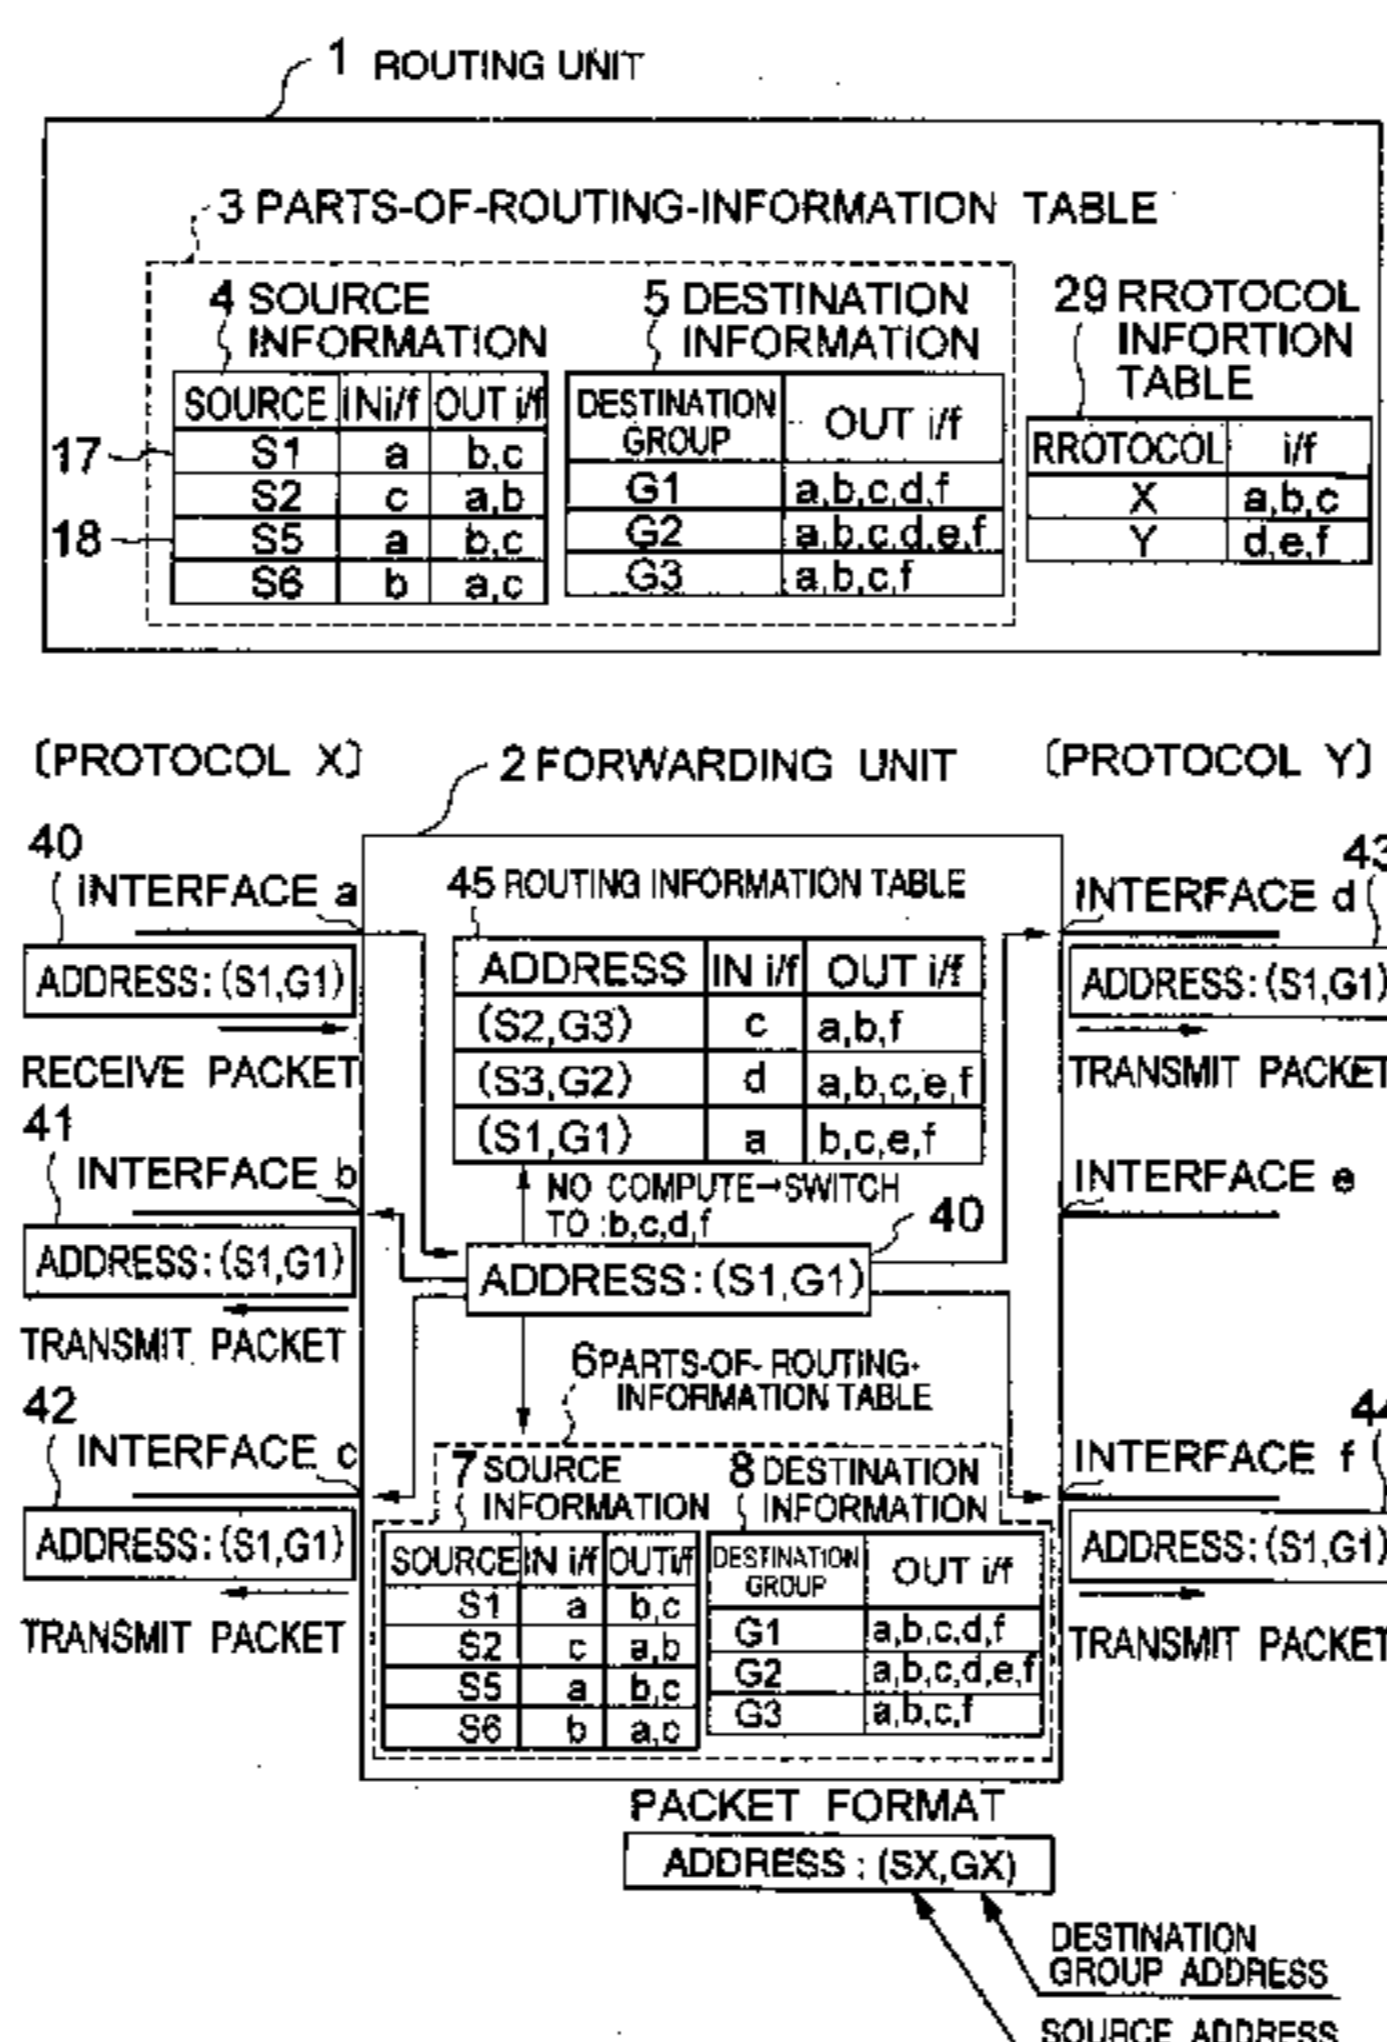 1 ROUTING UNIT
3 PARTS-OF-ROUTING-INFORMATION TABLE
4 SOURCE
INFORMATION
SOURCE INi/f OUT i/f
17
S1 a b,c
S2 c a,b
18
S5 a b,c
S6 b a,c
5 DESTINATION
INFORMATION
DESTINATION
GROUP
OUT i/f
G1 a,b,c,d,f
G2 a,b,c,d,e,f
G3 a,b,c,f
29 RROTOCOL
INFORTION
TABLE
RROTOCOL i/f
X a,b,c
Y d,e,f
(PROTOCOL X)
2 FORWARDING UNIT
(PROTOCOL Y)
40
INTERFACE a
ADDRESS:(S1,G1)
RECEIVE PACKET
41
INTERFACE b
ADDRESS:(S1,G1)
TRANSMIT PACKET
42
INTERFACE c
ADDRESS:(S1,G1)
TRANSMIT PACKET
45 ROUTING INFORMATION TABLE
ADDRESS IN i/f OUT i/f
(S2,G3) c a,b,f
(S3,G2) d a,b,c,e,f
(S1,G1) a b,c,e,f
NO COMPUTE→SWITCH
TO :b,c,d,f
40
ADDRESS:(S1,G1)
6 PARTS-OF- ROUTING-
INFORMATION TABLE
7 SOURCE
INFORMATION
SOURCE IN i/f OUTi/f
S1 a b,c
S2 c a,b
S5 a b,c
S6 b a,c
8 DESTINATION
INFORMATION
DESTINATION
GROUP
OUT i/f
G1 a,b,c,d,f
G2 a,b,c,d,e,f
G3 a,b,c,f
43
INTERFACE d
ADDRESS:(S1,G1)
TRANSMIT PACKET
INTERFACE e
44
INTERFACE f
ADDRESS:(S1,G1)
TRANSMIT PACKET
PACKET FORMAT
ADDRESS : (SX,GX)
DESTINATION
GROUP ADDRESS
SOURCE ADDRESS